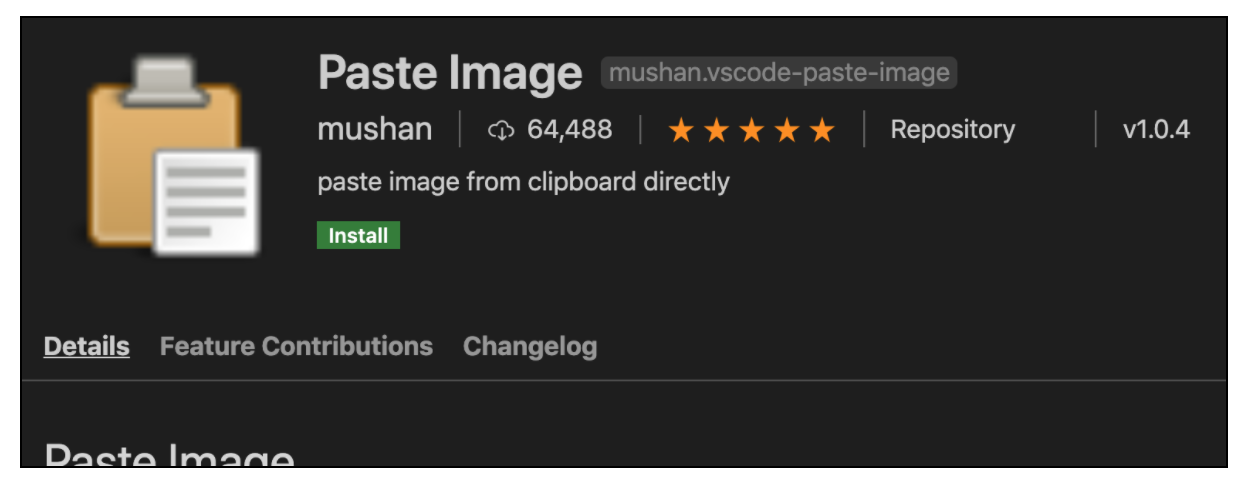 Paste Image mushan.vscode-paste-image
mushan 64,488 Repository v1.0.4
paste image from clipboard directly
Install
Details Feature Contributions Changelog
Paste Image